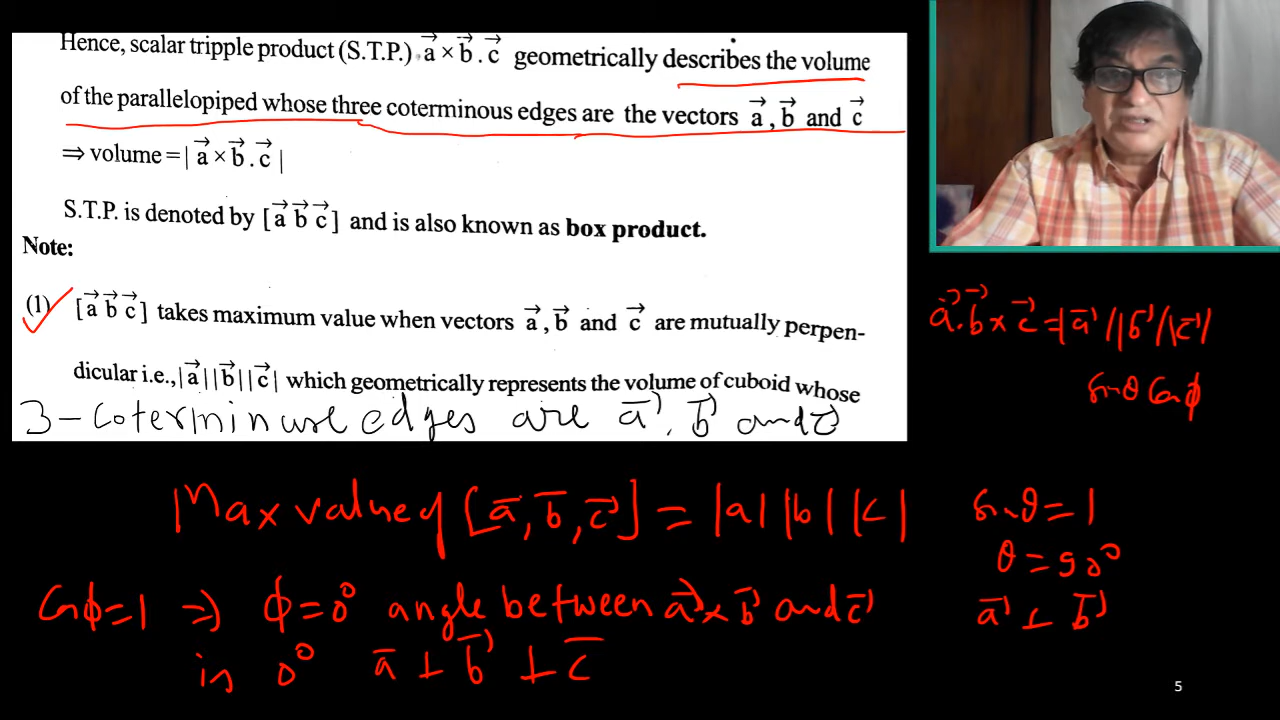 Hence, scalar tripple product (S.T.P.) a⃗ × b⃗ . c⃗ geometrically describes the volume
of the parallelopiped whose three coterminous edges are the vectors a⃗ , b⃗ and c⃗
⇒ volume = | a⃗ × b⃗ . c⃗ |
S.T.P. is denoted by [ a⃗ b⃗ c⃗ ] and is also known as box product.
Note:
(1) [ a⃗ b⃗ c⃗ ] takes maximum value when vectors a⃗ , b⃗ and c⃗ are mutually perpen-
dicular i.e., | a⃗ | | b⃗ | | c⃗ | which geometrically represents the volume of cuboid whose
3 - coterminuse edges are a⃗ , b⃗ and c⃗
a⃗ . b⃗ × c⃗ = |a⃗| |b⃗| |c⃗|
sinθ cosϕ
Max value of [a̅, b̅, c⃗] = |a| |b| |c|
sinθ = 1
θ = 90°
a⃗ ⊥ b⃗
cosϕ = 1 ⇒ ϕ = 0° angle between a⃗ × b⃗ and c⃗
is 0° a̅ ⊥ b⃗ ⊥ c̅
5